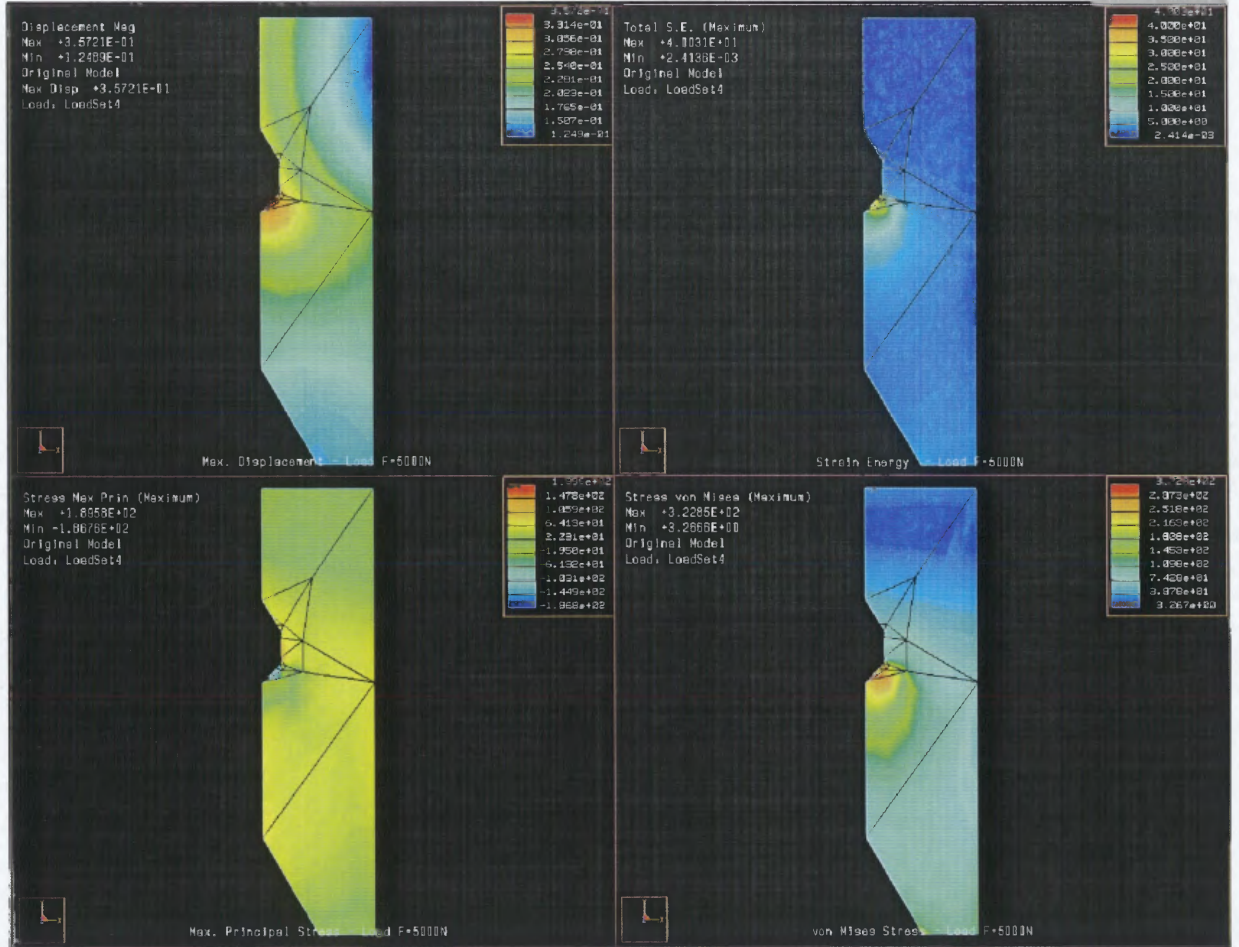 Displacement Mag
Max +3.5721E-01
Min +1.2489E-01
Original Model
Max Disp +3.5721E-01
Load: LoadSet4
3.314e-01
3.056e-01
2.798e-01
2.540e-01
2.281e-01
2.023e-01
1.765e-01
1.507e-01
1.249e-01
Max. Displacement - Load F=5000N
Total S.E. (Maximum)
Max +4.0031E+01
Min +2.4136E-03
Original Model
Load: LoadSet4
4.003e+01
4.000e+01
3.500e+01
3.000e+01
2.500e+01
2.000e+01
1.500e+01
1.000e+01
5.000e+00
2.414e-03
Strain Energy - Load F=5000N
Stress Max Prin (Maximum)
Max +1.8958E+02
Min -1.8676E+02
Original Model
Load: LoadSet4
1.478e+02
1.059e+02
6.413e+01
2.231e+01
-1.950e+01
-6.132e+01
-1.031e+02
-1.449e+02
-1.868e+02
Max. Principal Stress - Load F=5000N
Stress von Mises (Maximum)
Max +3.2285E+02
Min +3.2666E+00
Original Model
Load: LoadSet4
2.873e+02
2.518e+02
2.163e+02
1.808e+02
1.453e+02
1.098e+02
7.428e+01
3.878e+01
3.267e+00
von Mises Stress - Load F=5000N